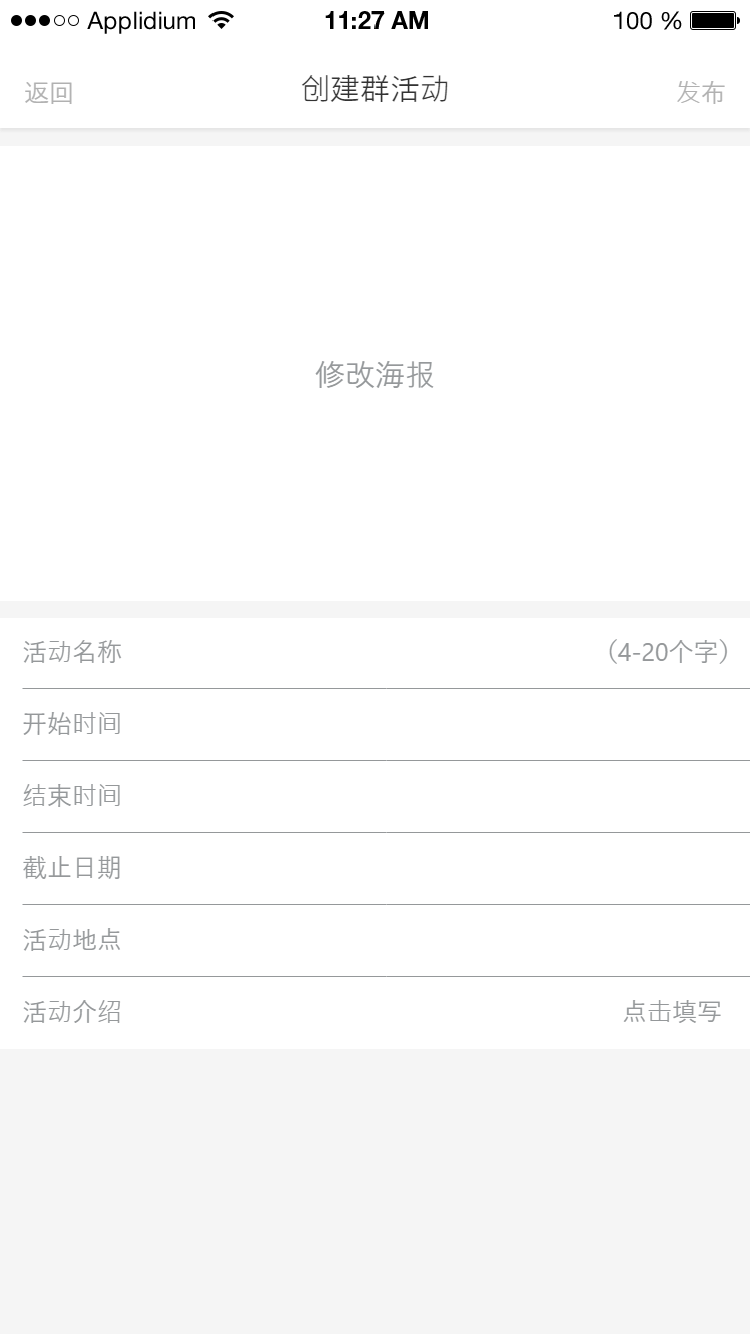 Applidium 11:27 AM 100 %
返回 创建群活动 发布
修改海报
活动名称 （4-20个字）
开始时间
结束时间
截止日期
活动地点
活动介绍 点击填写